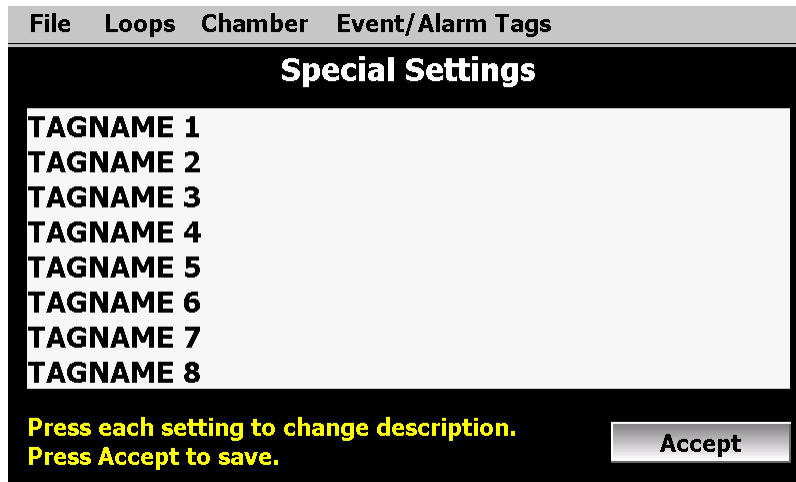 File Loops Chamber Event/Alarm Tags
Special Settings
TAGNAME 1
TAGNAME 2
TAGNAME 3
TAGNAME 4
TAGNAME 5
TAGNAME 6
TAGNAME 7
TAGNAME 8
Press each setting to change description.
Press Accept to save.
Accept